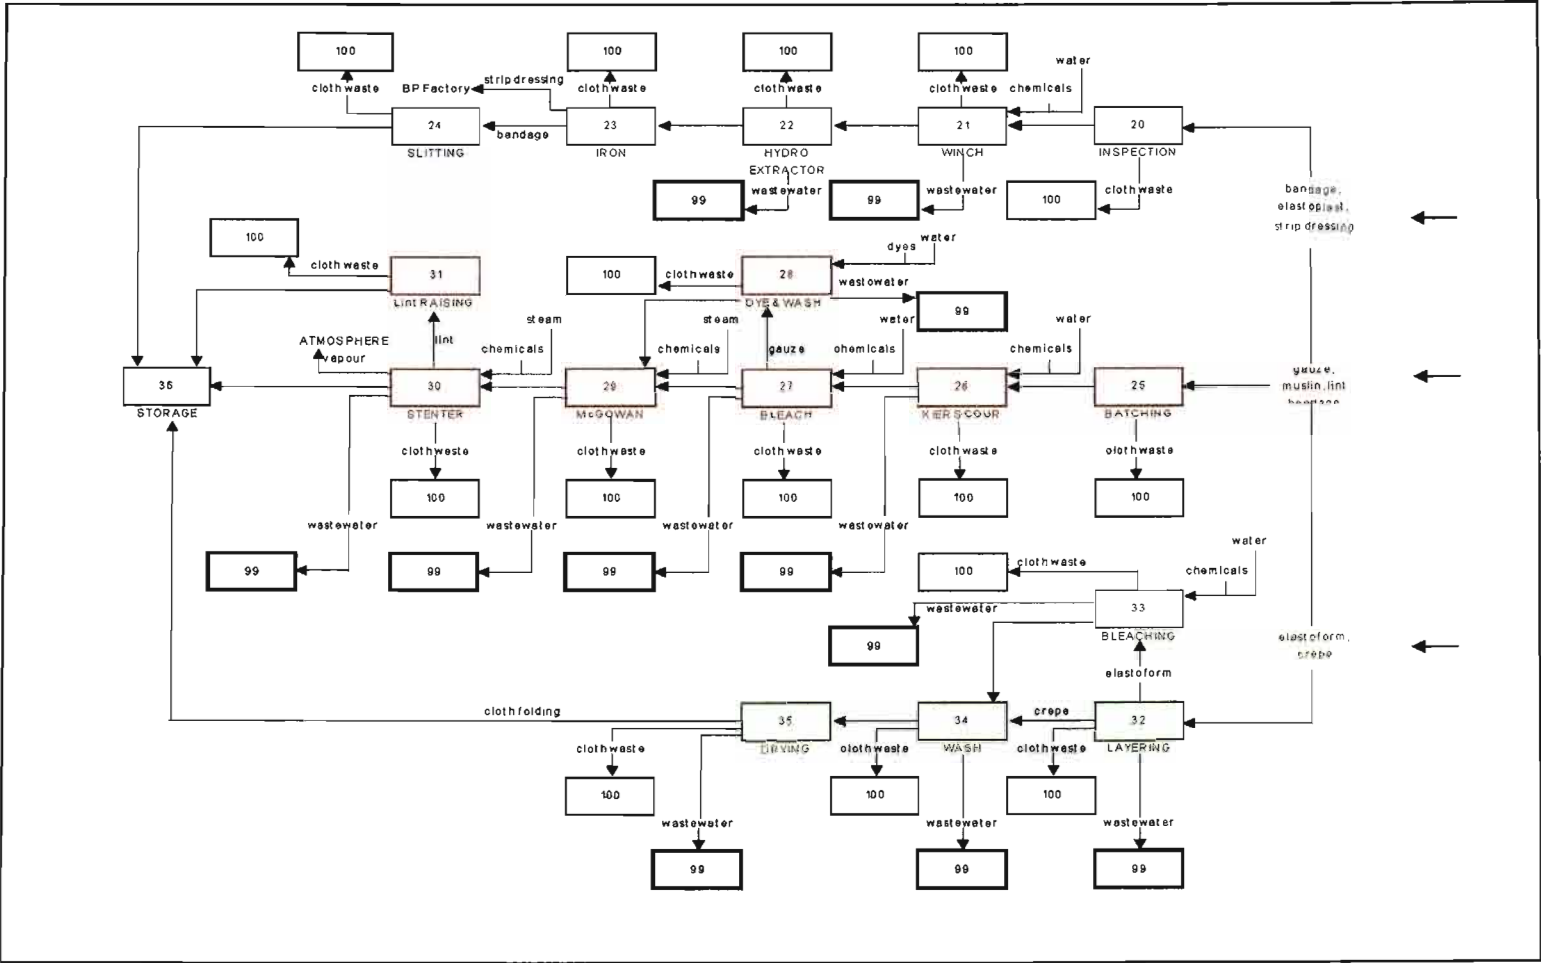 100
100
100
100
water
cloth waste
BP Factory
strip dressing
cloth waste
cloth waste
cloth waste
chemicals
24
bandage
23
22
21
20
SLITTING
IRON
HYDRO
EXTRACTOR
WINCH
INSPECTION
99
wastewater
99
wastewater
100
cloth waste
bandage,
elastoplast,
strip dressing
100
cloth waste
31
Lint RAISING
100
cloth waste
28
DYE & WASH
dyes
water
wastewater
99
ATMOSPHERE
vapour
lint
steam
chemicals
steam
chemicals
gauze
water
chemicals
water
chemicals
gauze,
muslin, lint
bandage
36
STORAGE
30
STENTER
29
McGOWAN
27
BLEACH
26
KIER SCOUR
25
BATCHING
cloth waste
cloth waste
cloth waste
cloth waste
cloth waste
100
100
100
100
100
wastewater
wastewater
wastewater
wastewater
99
99
99
99
100
cloth waste
water
chemicals
wastewater
33
BLEACHING
99
elastoform,
crepe
elastoform
cloth folding
35
DRYING
34
WASH
crepe
32
LAYERING
cloth waste
cloth waste
cloth waste
100
100
100
wastewater
wastewater
wastewater
99
99
99